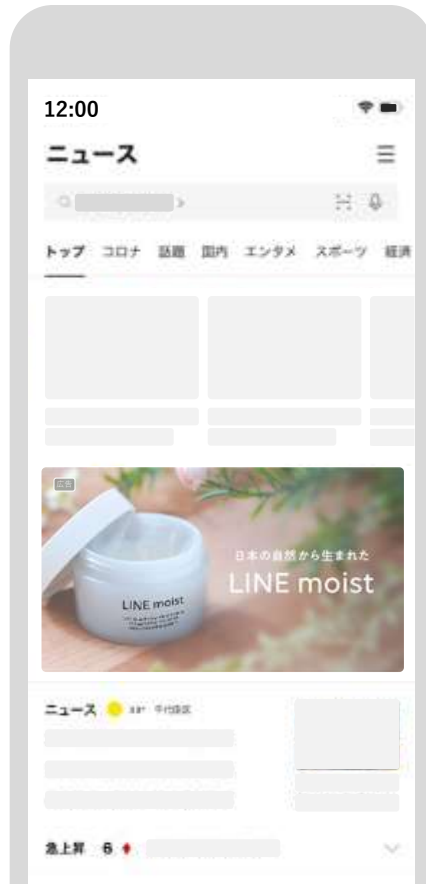 12:00
ニュース
トップ コロナ 話題 国内 エンタメ スポーツ 経済
広告
日本の自然から生まれた
LINE moist
LINE moist
ニュース 千代田区
急上昇 6